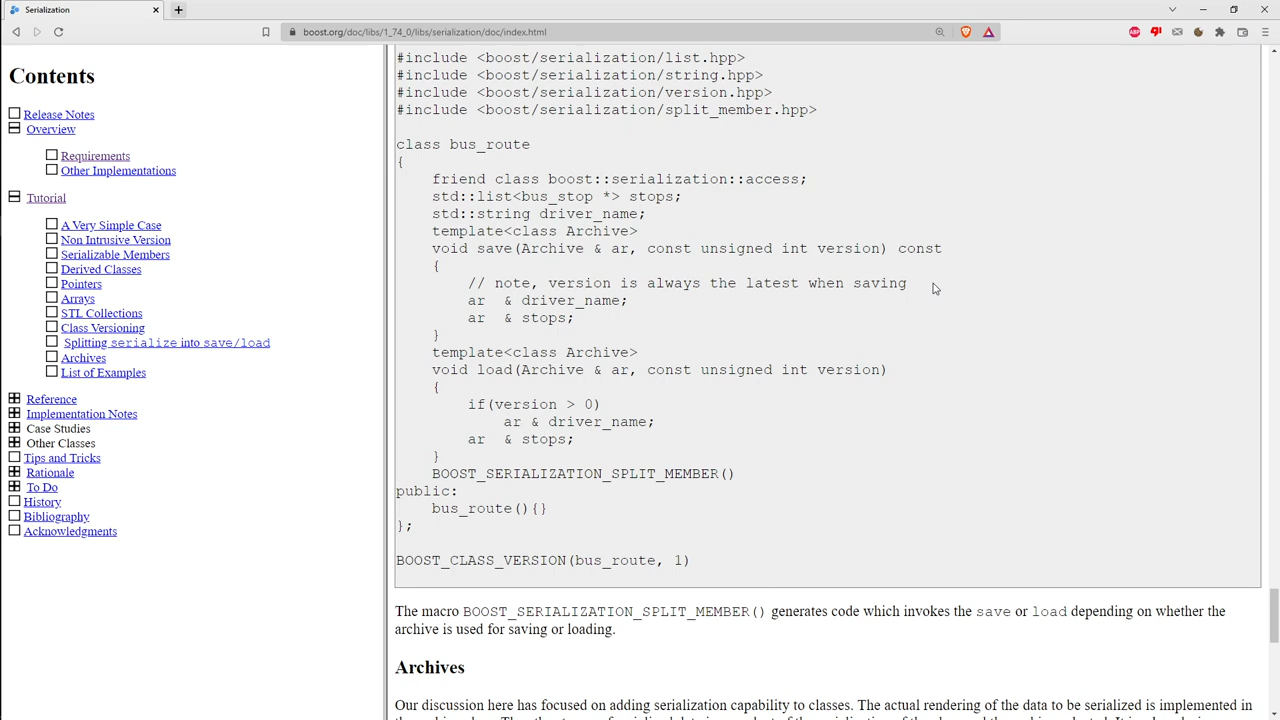 Serialization
boost.org/doc/libs/1_74_0/libs/serialization/doc/index.html
Contents
Release Notes
Overview
Requirements
Other Implementations
Tutorial
A Very Simple Case
Non Intrusive Version
Serializable Members
Derived Classes
Pointers
Arrays
STL Collections
Class Versioning
Splitting serialize into save/load
Archives
List of Examples
Reference
Implementation Notes
Case Studies
Other Classes
Tips and Tricks
Rationale
To Do
History
Bibliography
Acknowledgments
#include <boost/serialization/list.hpp>
#include <boost/serialization/string.hpp>
#include <boost/serialization/version.hpp>
#include <boost/serialization/split_member.hpp>
class bus_route
{
friend class boost::serialization::access;
std::list<bus_stop *> stops;
std::string driver_name;
template<class Archive>
void save(Archive & ar, const unsigned int version) const
{
// note, version is always the latest when saving
ar  & driver_name;
ar  & stops;
}
template<class Archive>
void load(Archive & ar, const unsigned int version)
{
if(version > 0)
ar & driver_name;
ar  & stops;
}
BOOST_SERIALIZATION_SPLIT_MEMBER()
public:
bus_route(){}
};
BOOST_CLASS_VERSION(bus_route, 1)
The macro BOOST_SERIALIZATION_SPLIT_MEMBER() generates code which invokes the save or load depending on whether the
archive is used for saving or loading.
Archives
Our discussion here has focused on adding serialization capability to classes. The actual rendering of the data to be serialized is implemented in